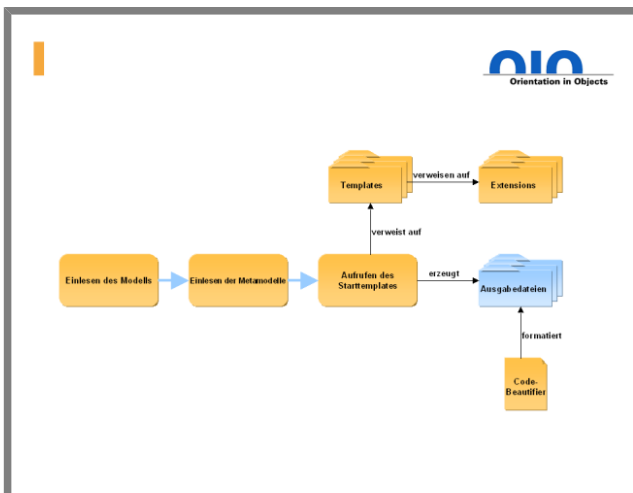 OIO
Orientation in Objects
Templates
verweisen auf
Extensions
verweist auf
Einlesen des Modells
Einlesen der Metamodelle
Aufrufen des
Starttemplates
erzeugt
Ausgabedateien
formatiert
Code-
Beautifier